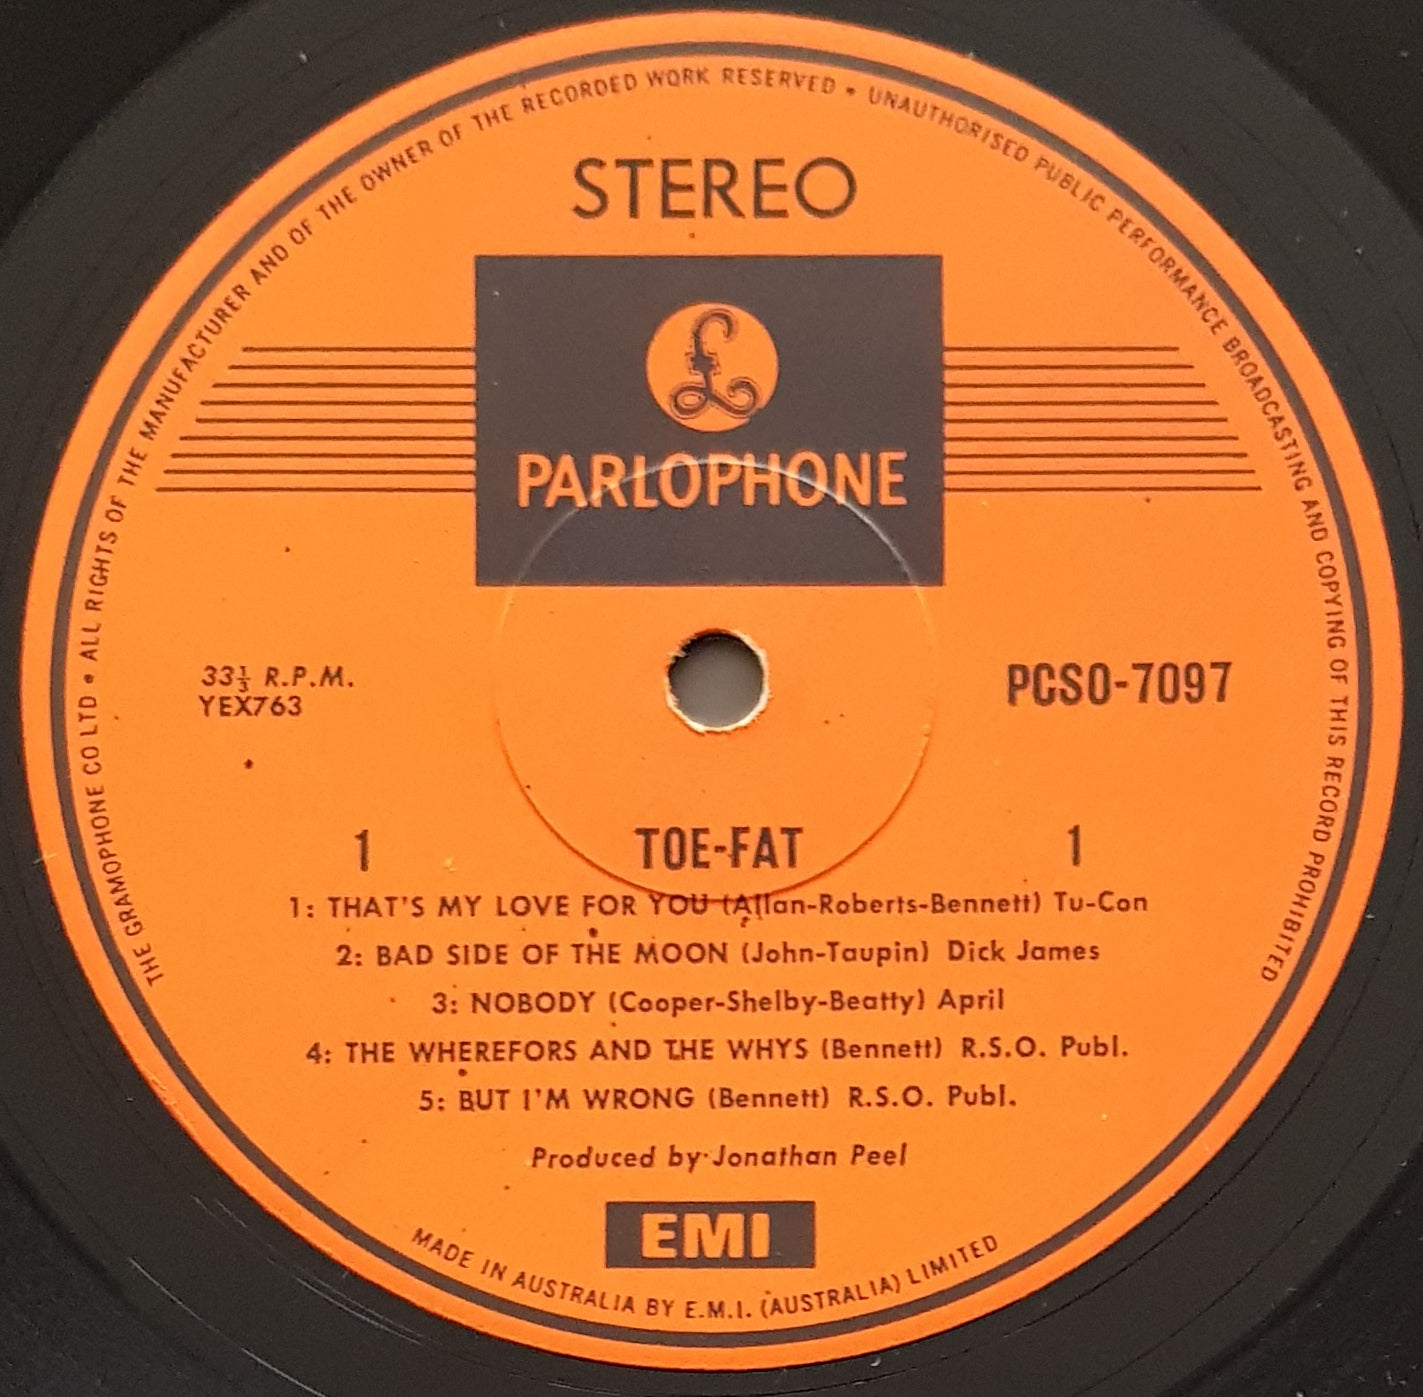 THE GRAMOPHONE CO LTD • ALL RIGHTS OF THE MANUFACTURER AND OF THE OWNER OF THE RECORDED WORK RESERVED • UNAUTHORISED PUBLIC PERFORMANCE BROADCASTING AND COPYING OF THIS RECORD PROHIBITED
STEREO
PARLOPHONE
33⅓ R.P.M.
YEX763
PCSO-7097
1 TOE-FAT 1
1: THAT'S MY LOVE FOR YOU (Allan-Roberts-Bennett) Tu-Con
2: BAD SIDE OF THE MOON (John-Taupin) Dick James
3: NOBODY (Cooper-Shelby-Beatty) April
4: THE WHEREFORS AND THE WHYS (Bennett) R.S.O. Publ.
5: BUT I'M WRONG (Bennett) R.S.O. Publ.
Produced by Jonathan Peel
EMI
MADE IN AUSTRALIA BY E.M.I. (AUSTRALIA) LIMITED